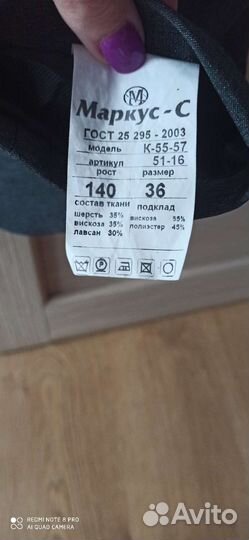 М
Маркус-С
ГОСТ 25 295 - 2003
модель К-55-57
артикул 51-16
рост размер
140 36
состав ткани подклад
шерсть 35% вискоза 55%
вискоза 35% полиэстер 45%
лавсан 30%
REDMI NOTE 8 PRO
AI QUAD CAMERA
Avito